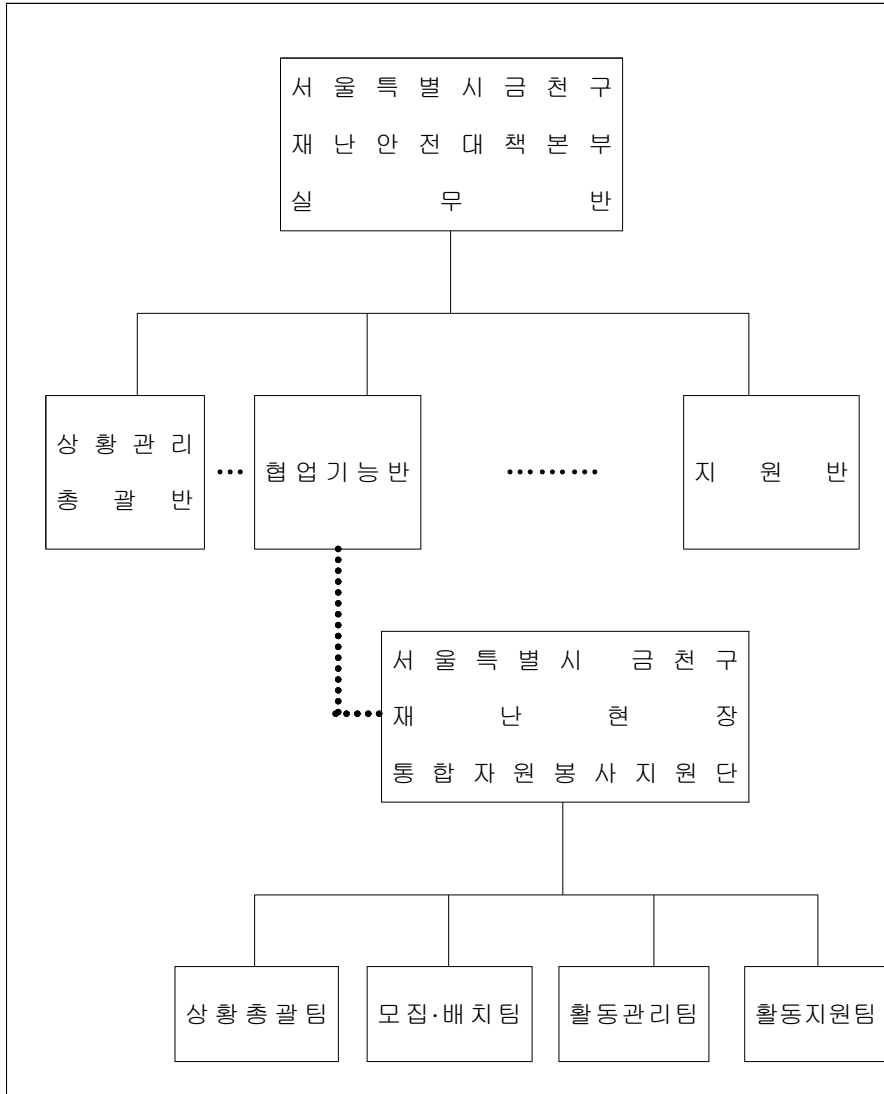 서울특별시금천구
재난안전대책본부
실무반
상황관리
총괄반
…
협업기능반
………
지원반
서울특별시 금천구
재난현장
통합자원봉사지원단
상황총괄팀
모집·배치팀
활동관리팀
활동지원팀